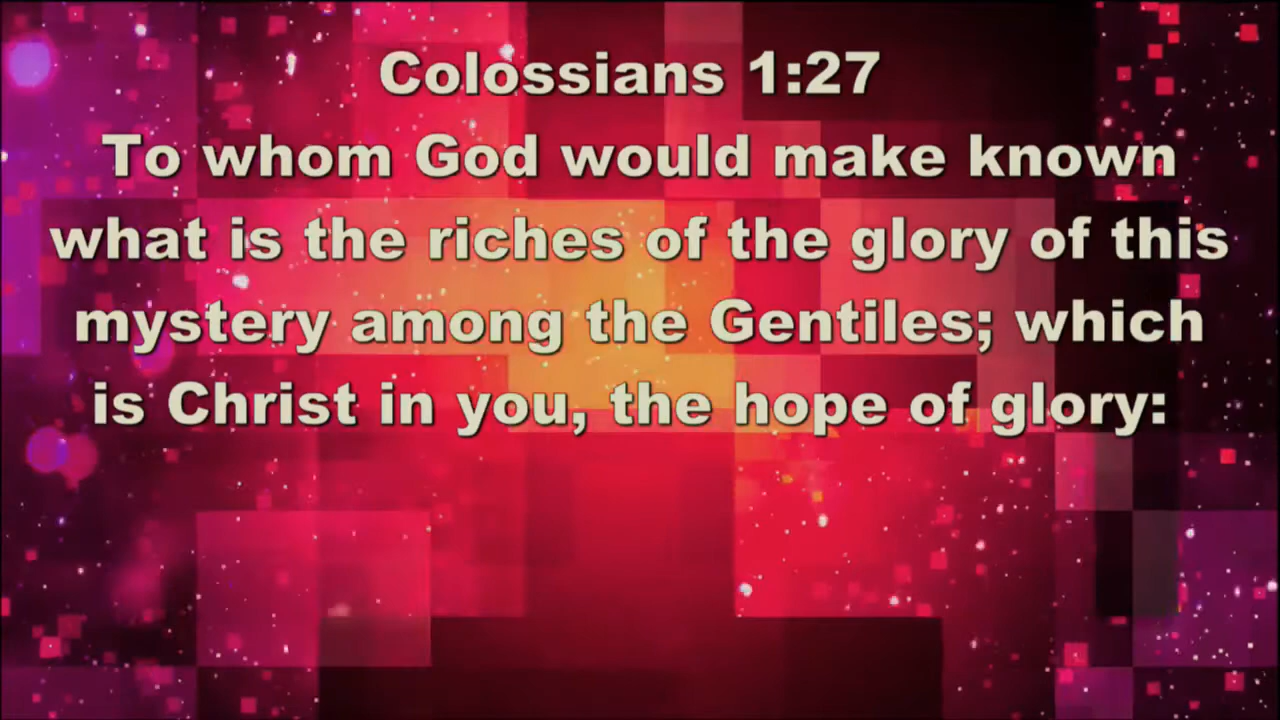 Colossians 1:27
To whom God would make known
what is the riches of the glory of this
mystery among the Gentiles; which
is Christ in you, the hope of glory: